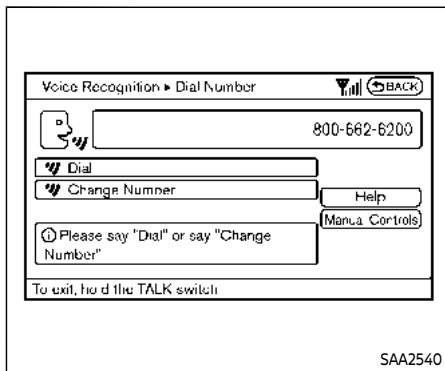 Voice Recognition ▸ Dial Number
BACK
800-662-6200
Dial
Change Number
Help
Manual Controls
Please say "Dial" or say "Change
Number"
To exit, hold the TALK switch
SAA2540